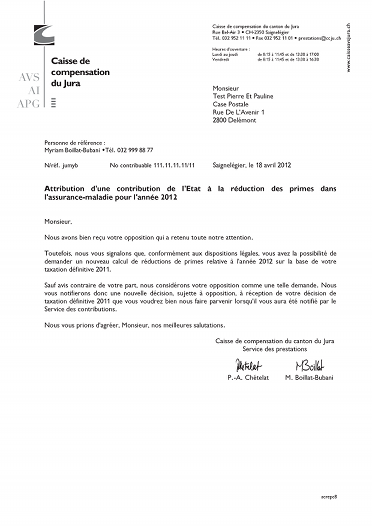 Caisse de compensation du canton du Jura
Rue Bel-Air 3 • CH-2350 Saignelégier
Tél. 032 952 11 11 • Fax 032 952 11 01 • prestations@ccju.ch
Heures d'ouverture :
Lundi au jeudi de 8.15 à 11.45 et de 13.30 à 17.00
Vendredi de 8.15 à 11.45 et de 13.30 à 16.30
www.caisseavsjura.ch
Caisse de
compensation
du Jura
AVS
AI
APG
Monsieur
Test Pierre Et Pauline
Case Postale
Rue De L'Avenir 1
2800 Delémont
Personne de référence :
Myriam Boillat-Bubani •Tél. 032 999 88 77
N/réf. jumyb No contribuable 111.11.11.11/11 Saignelégier, le 18 avril 2012
Attribution d'une contribution de l'Etat à la réduction des primes dans
l'assurance-maladie pour l'année 2012
Monsieur,
Nous avons bien reçu votre opposition qui a retenu toute notre attention.
Toutefois, nous vous signalons que, conformément aux dispositions légales, vous avez la possibilité de
demander un nouveau calcul de réductions de primes relative à l'année 2012 sur la base de votre
taxation définitive 2011.
Sauf avis contraire de votre part, nous considérons votre opposition comme une telle demande. Nous
vous notifierons donc une nouvelle décision, sujette à opposition, à réception de votre décision de
taxation définitive 2011 que vous voudrez bien nous faire parvenir lorsqu'il vous aura été notifié par le
Service des contributions.
Nous vous prions d'agréer, Monsieur, nos meilleures salutations.
Caisse de compensation du canton du Jura
Service des prestations
P.-A. Chételat M. Boillat-Bubani